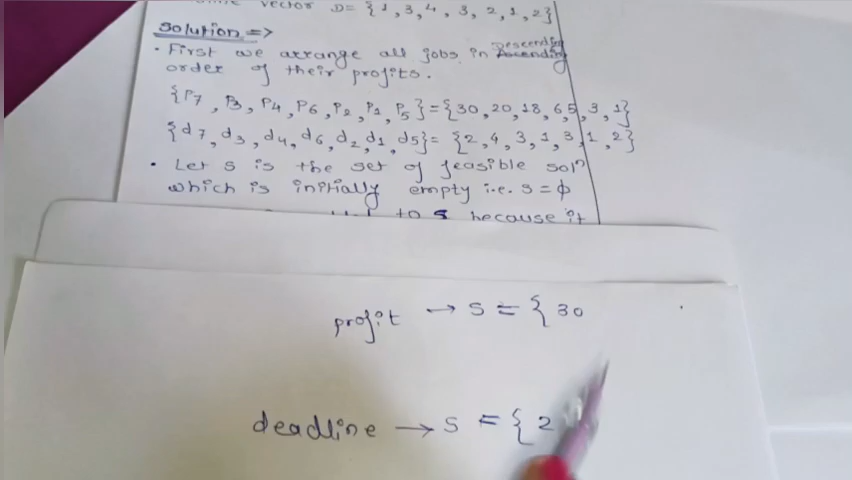 time vector D= {1, 3, 4, 3, 2, 1, 2}
Solution =>
• First we arrange all jobs in Ascending Descending
order of their profits.
{P7, P3, P4, P6, P2, P1, P5} = {30, 20, 18, 6, 5, 3, 1}
{d7, d3, d4, d6, d2, d1, d5} = {2, 4, 3, 1, 3, 1, 2}
• Let S is the set of feasible solⁿ
which is initially empty i.e. S = ϕ
to S because it
profit → S = { 30
deadline → S = { 2